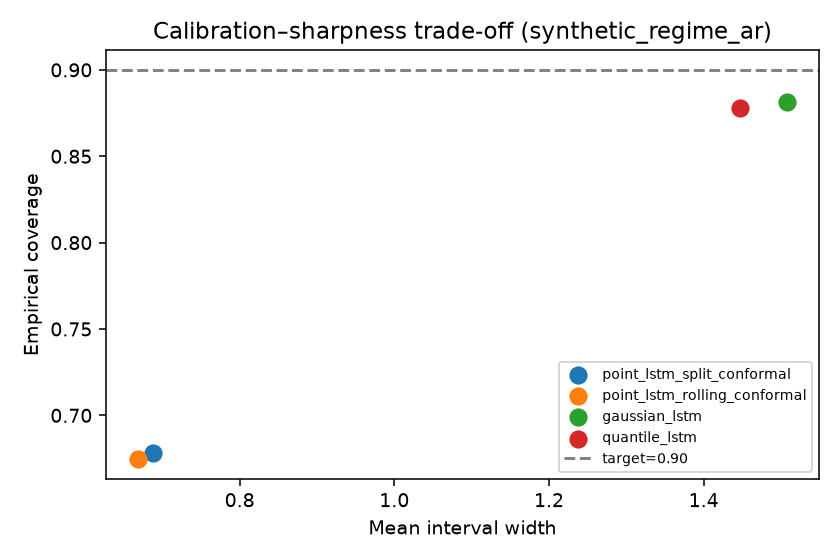 Calibration–sharpness trade-off (synthetic_regime_ar)
Empirical coverage
0.90
0.85
0.80
0.75
0.70
0.8 1.0 1.2 1.4
Mean interval width
point_lstm_split_conformal
point_lstm_rolling_conformal
gaussian_lstm
quantile_lstm
target=0.90